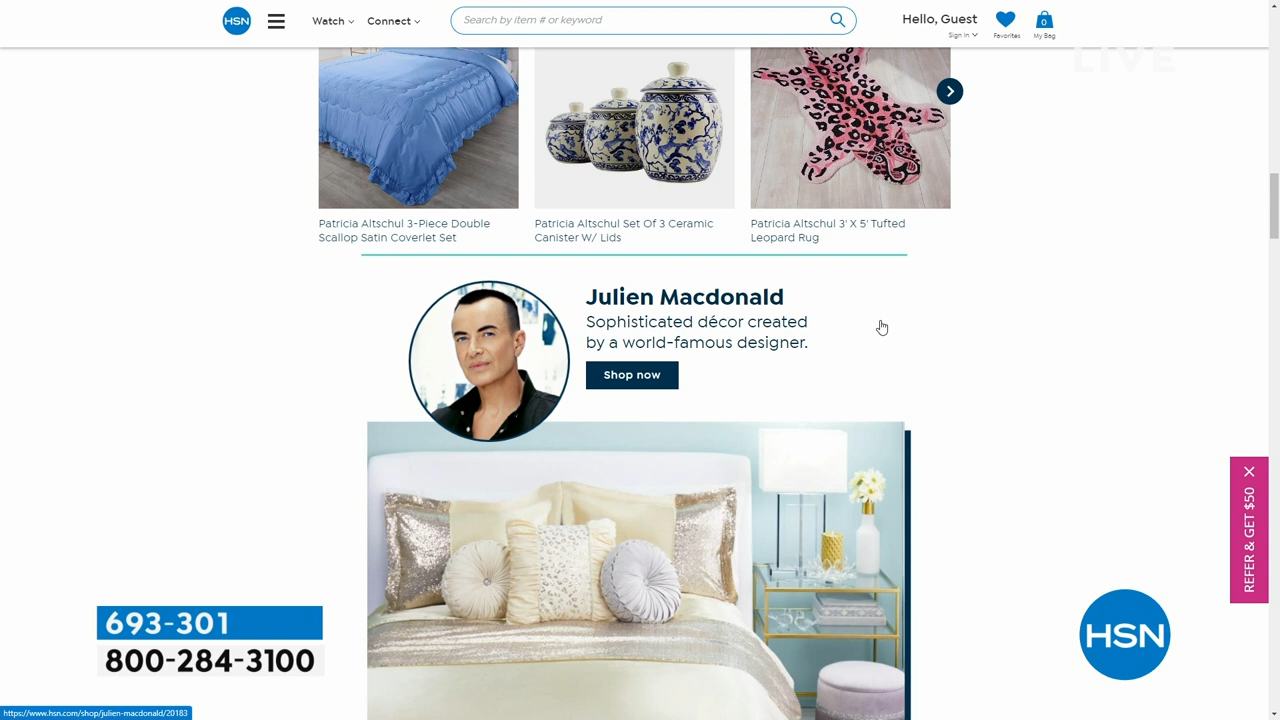 HSN
Watch
Connect
Search by item # or keyword
Hello, Guest
Sign In
Favorites
0
My Bag
LIVE
Patricia Altschul 3-Piece Double
Scallop Satin Coverlet Set
Patricia Altschul Set Of 3 Ceramic
Canister W/ Lids
Patricia Altschul 3' X 5' Tufted
Leopard Rug
Julien Macdonald
Sophisticated décor created
by a world-famous designer.
Shop now
REFER & GET $50
693-301
800-284-3100
HSN
https://www.hsn.com/shop/julien-macdonald/20183